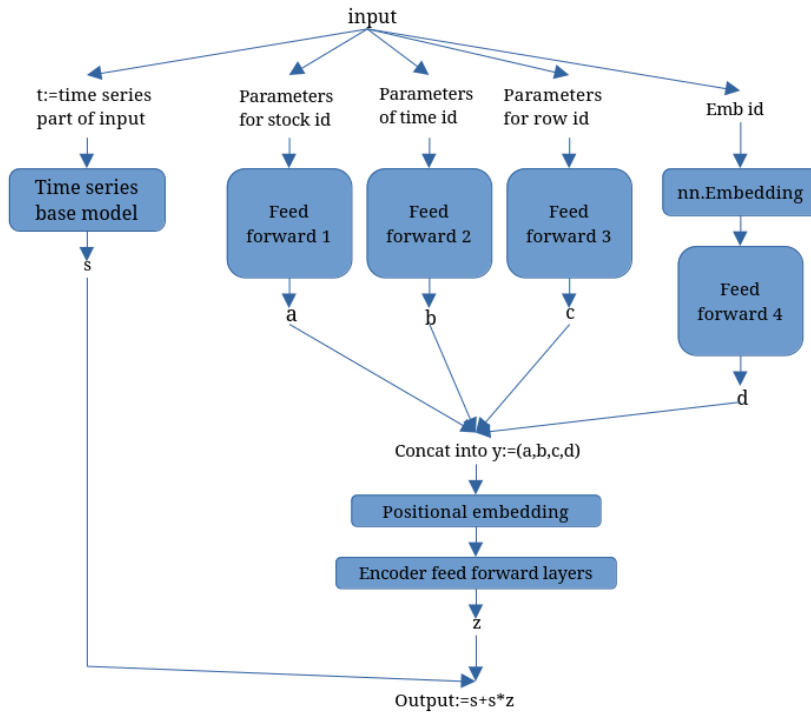 input
t:=time series
part of input
Parameters
for stock id
Parameters
of time id
Parameters
for row id
Emb id
Time series
base model
Feed
forward 1
Feed
forward 2
Feed
forward 3
nn.Embedding
Feed
forward 4
s
a
b
c
d
Concat into y:=(a,b,c,d)
Positional embedding
Encoder feed forward layers
z
Output:=s+s*z